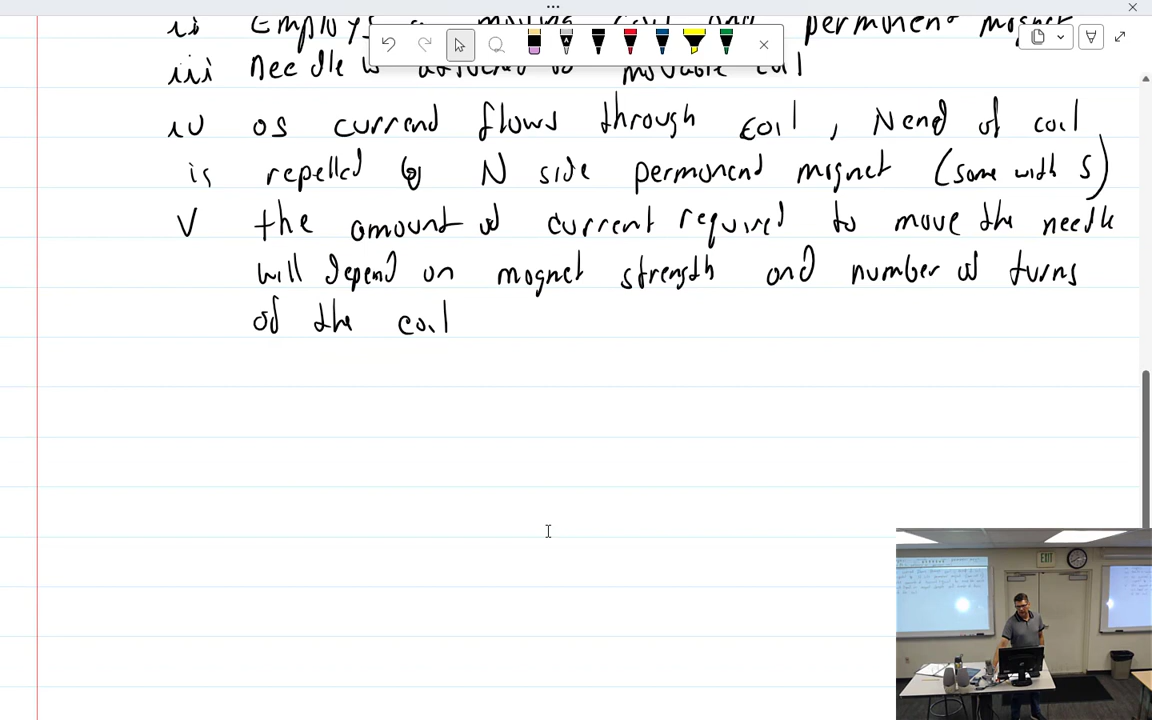 ii Employs a moving coil and permanent magnet
iii needle is attached to movable coil
iv as current flows through coil, N end of coil
is repelled by N side permanend magnet (same with S)
V the amount of current required to move the needle
will depend on magnet strength and number of turns
of the coil
EXIT